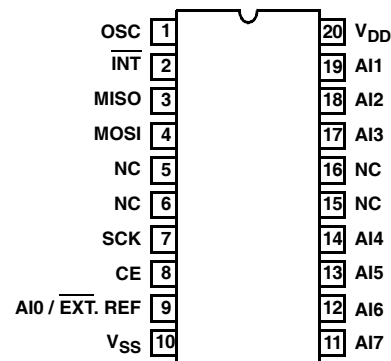 OSC 1 20 VDD
INT 2 19 AI1
MISO 3 18 AI2
MOSI 4 17 AI3
NC 5 16 NC
NC 6 15 NC
SCK 7 14 AI4
CE 8 13 AI5
AI0 / EXT. REF 9 12 AI6
VSS 10 11 AI7